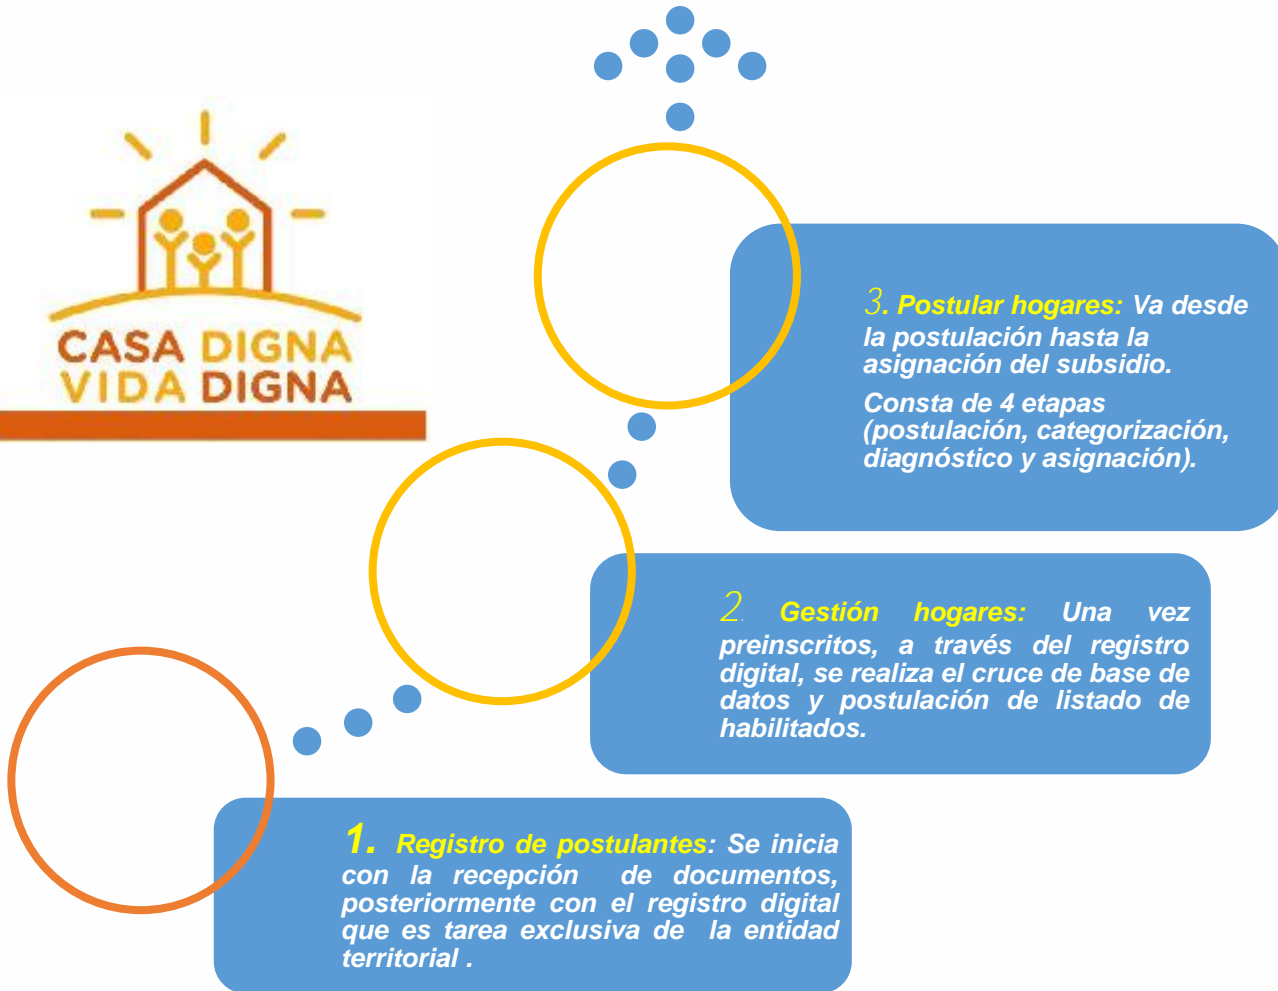 CASA DIGNA
VIDA DIGNA
3. Postular hogares: Va desde
la postulación hasta la
asignación del subsidio.
Consta de 4 etapas
(postulación, categorización,
diagnóstico y asignación).
2. Gestión hogares: Una vez
preinscritos, a través del registro
digital, se realiza el cruce de base de
datos y postulación de listado de
habilitados.
1. Registro de postulantes: Se inicia
con la recepción de documentos,
posteriormente con el registro digital
que es tarea exclusiva de la entidad
territorial .